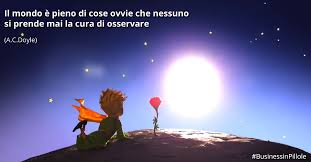 Il mondo è pieno di cose ovvie che nessuno
si prende mai la cura di osservare
(A.C.Doyle)
#BusinessinPillole